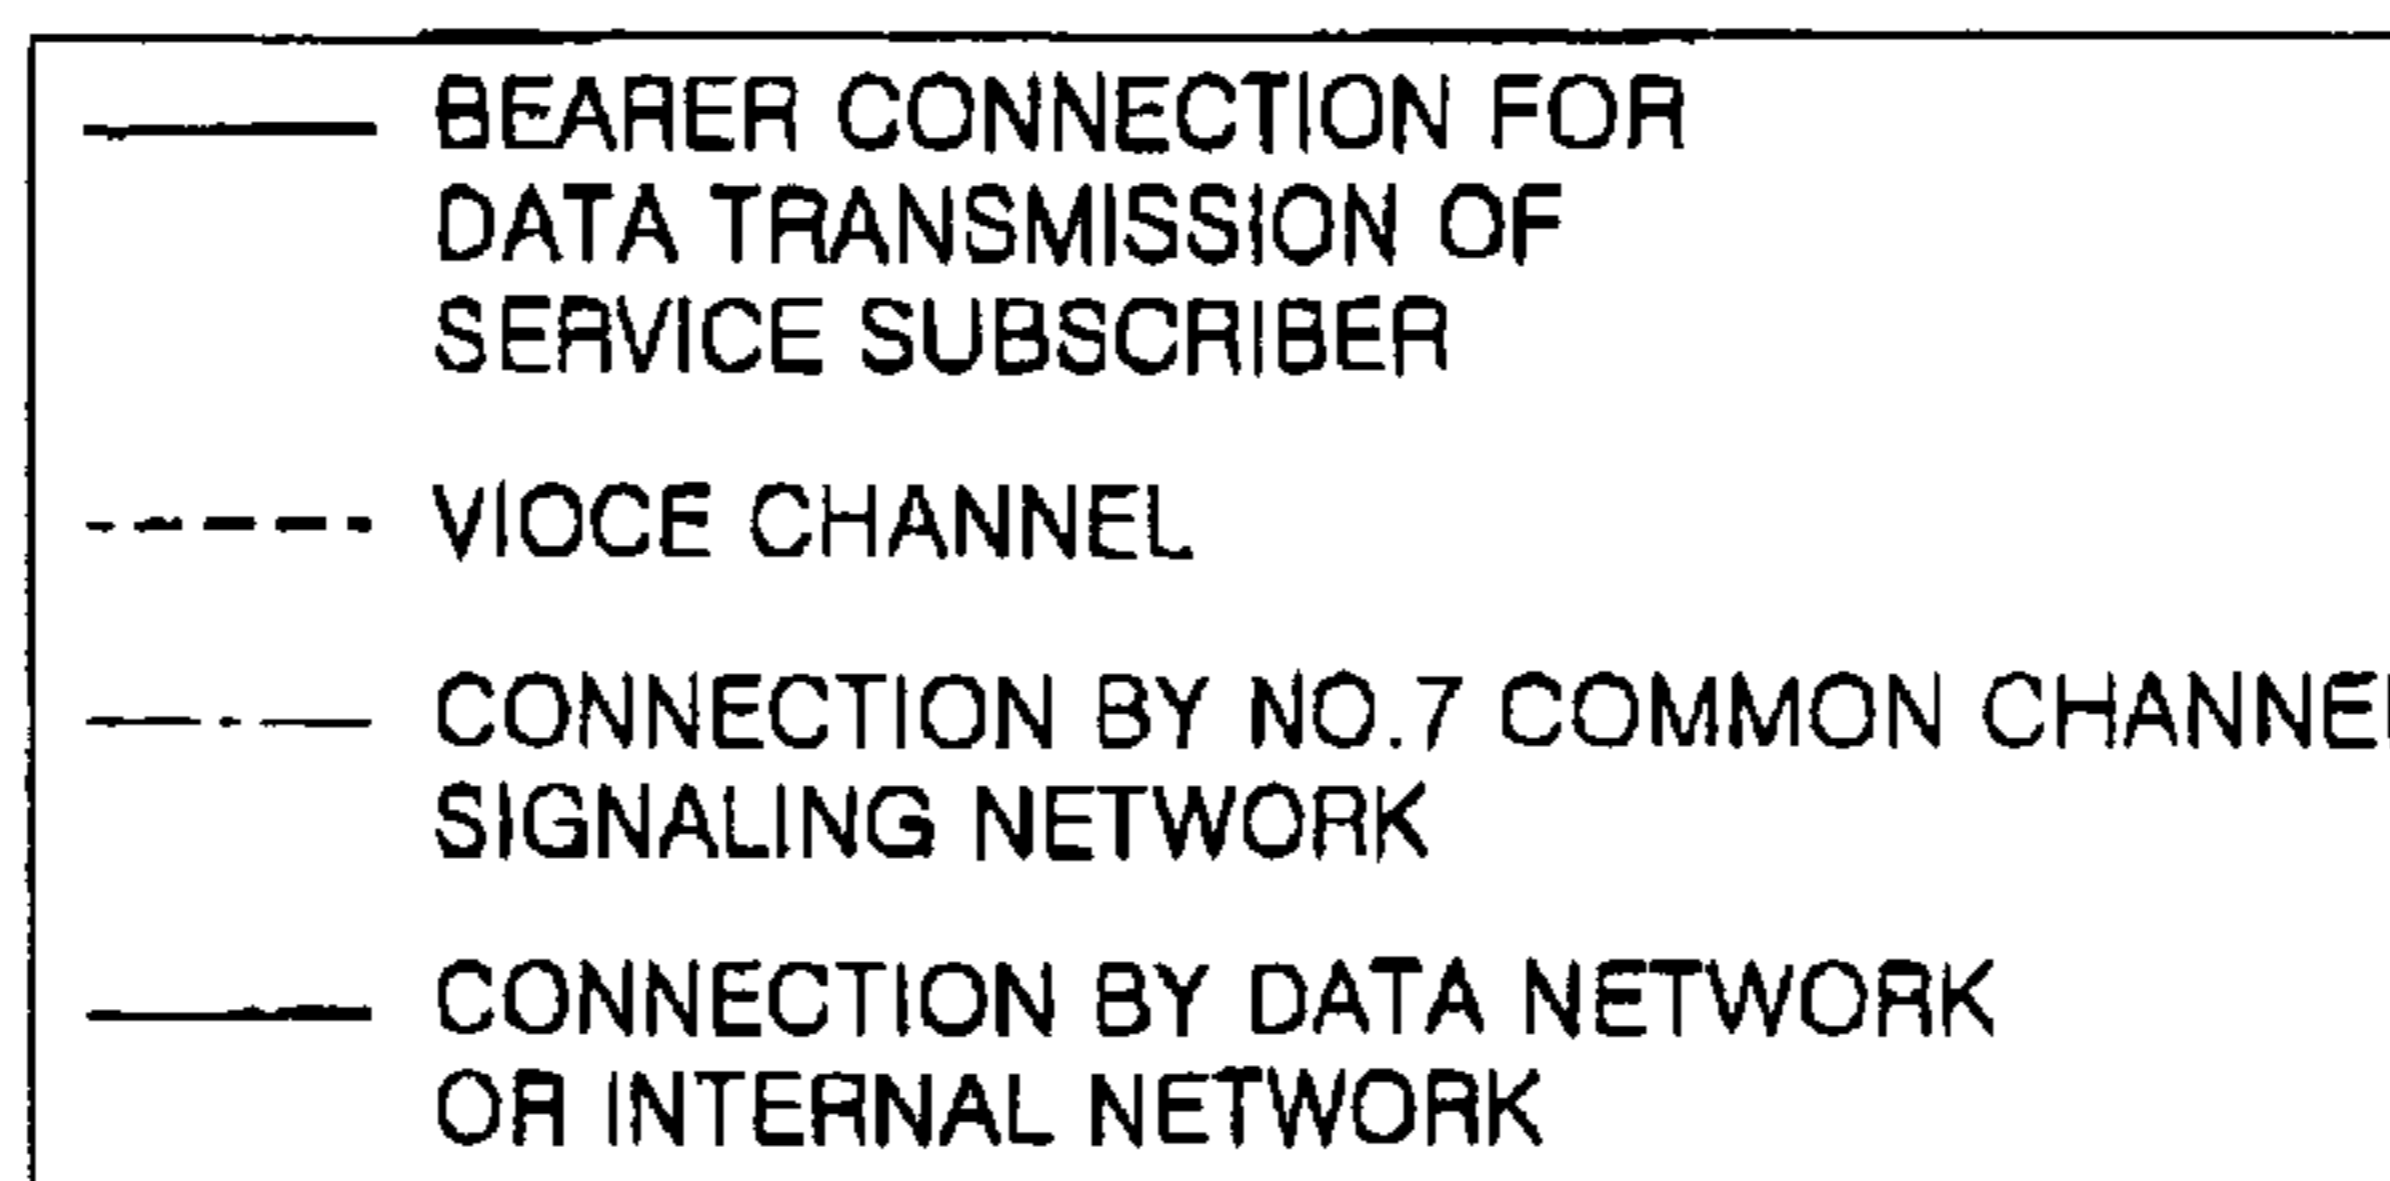 BEARER CONNECTION FOR
DATA TRANSMISSION OF
SERVICE SUBSCRIBER
VIOCE CHANNEL
CONNECTION BY NO.7 COMMON CHANNEL
SIGNALING NETWORK
CONNECTION BY DATA NETWORK
OR INTERNAL NETWORK